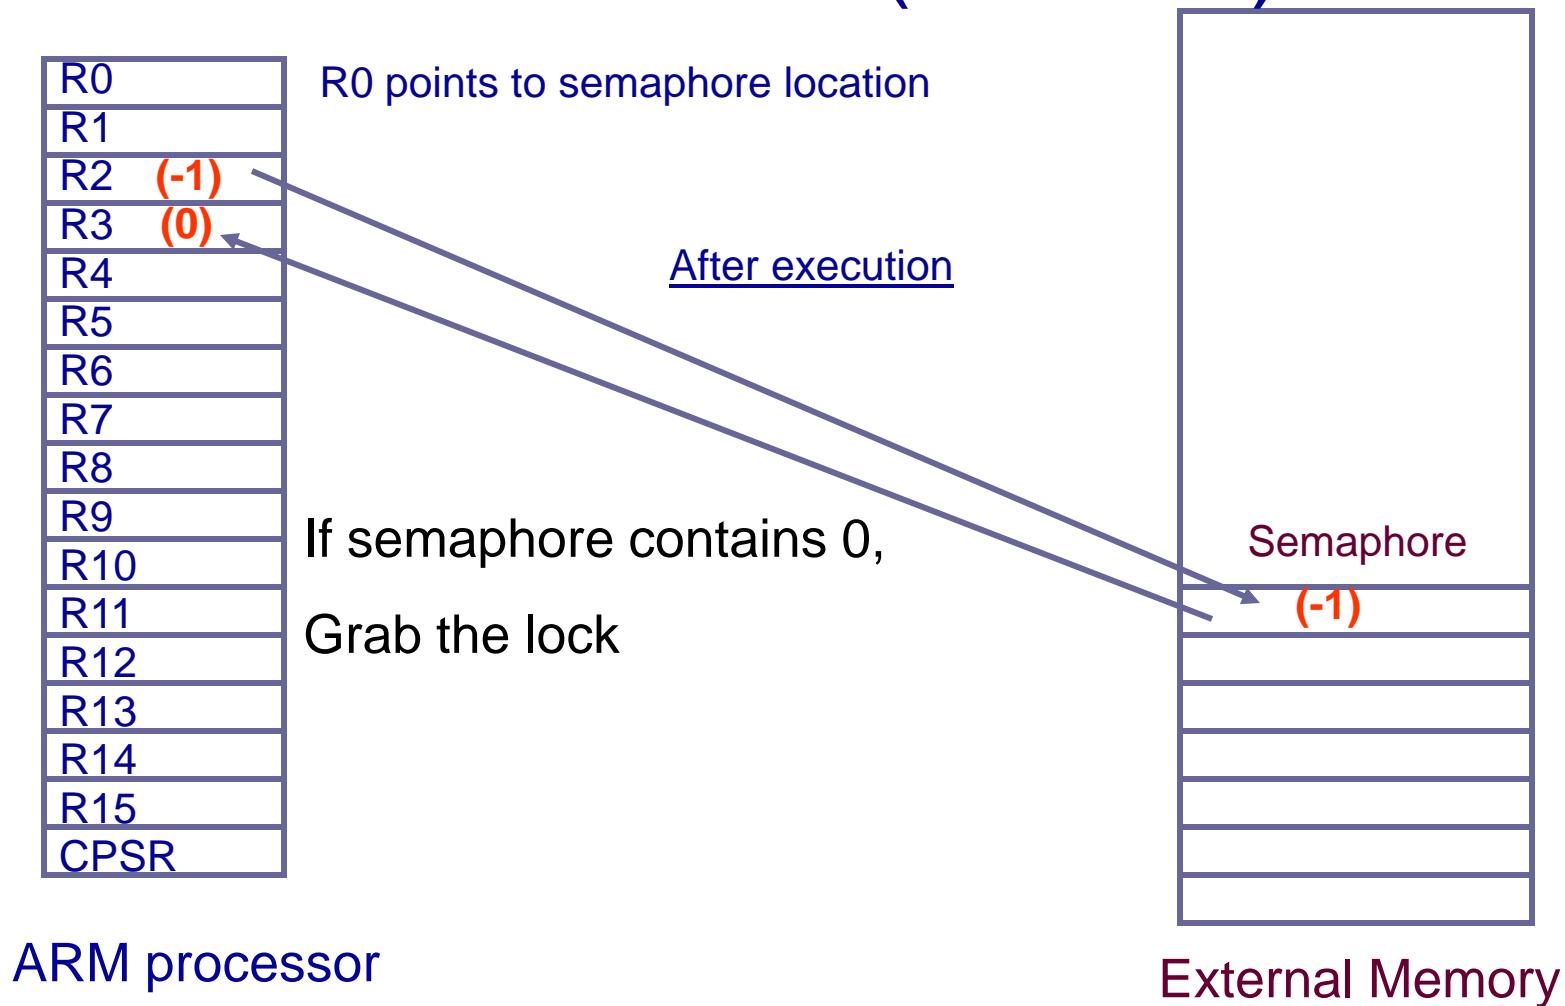 R0
R0 points to semaphore location
R1
R2 (-1)
R3 (0)
After execution
R4
R5
R6
R7
R8
R9
If semaphore contains 0,
Semaphore
R10
R11
(-1)
Grab the lock
R12
R13
R14
R15
CPSR
ARM processor
External Memory